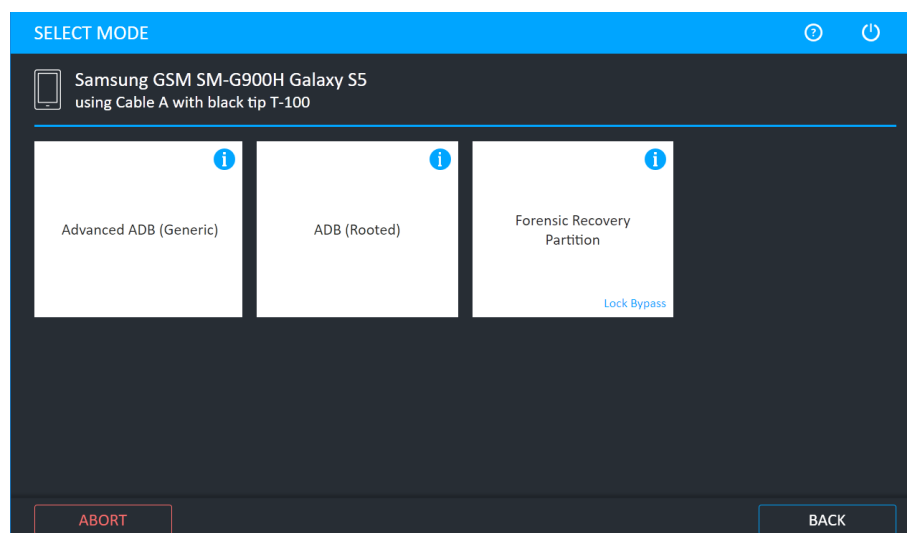 SELECT MODE
Samsung GSM SM-G900H Galaxy S5
using Cable A with black tip T-100
Advanced ADB (Generic)
ADB (Rooted)
Forensic Recovery
Partition
Lock Bypass
ABORT
BACK